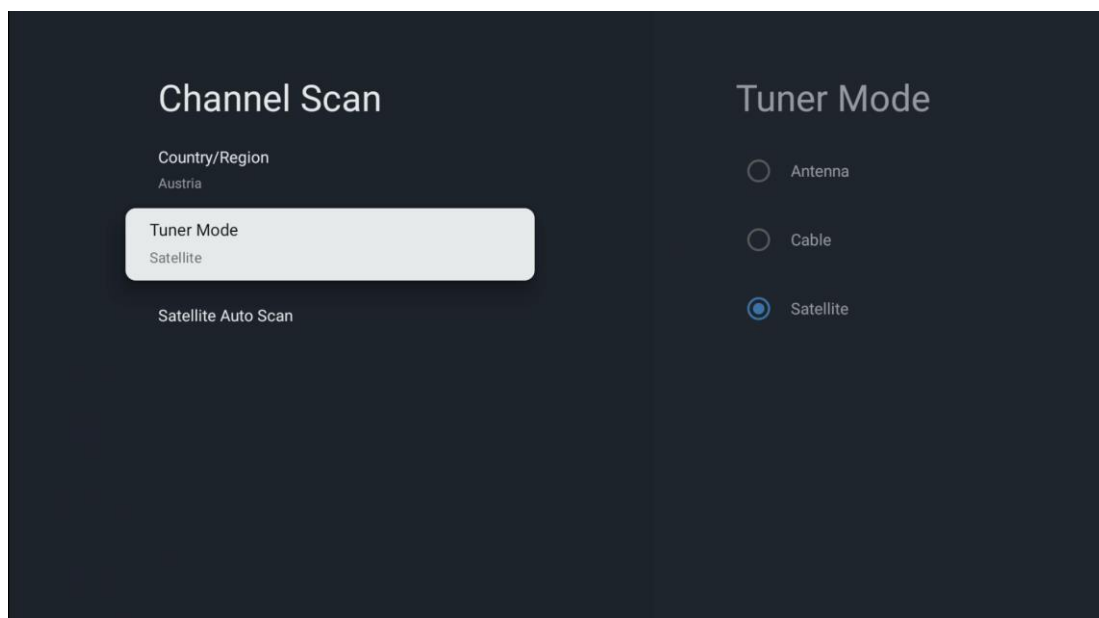 Channel Scan
Country/Region
Austria
Tuner Mode
Satellite
Satellite Auto Scan
Tuner Mode
Antenna
Cable
Satellite